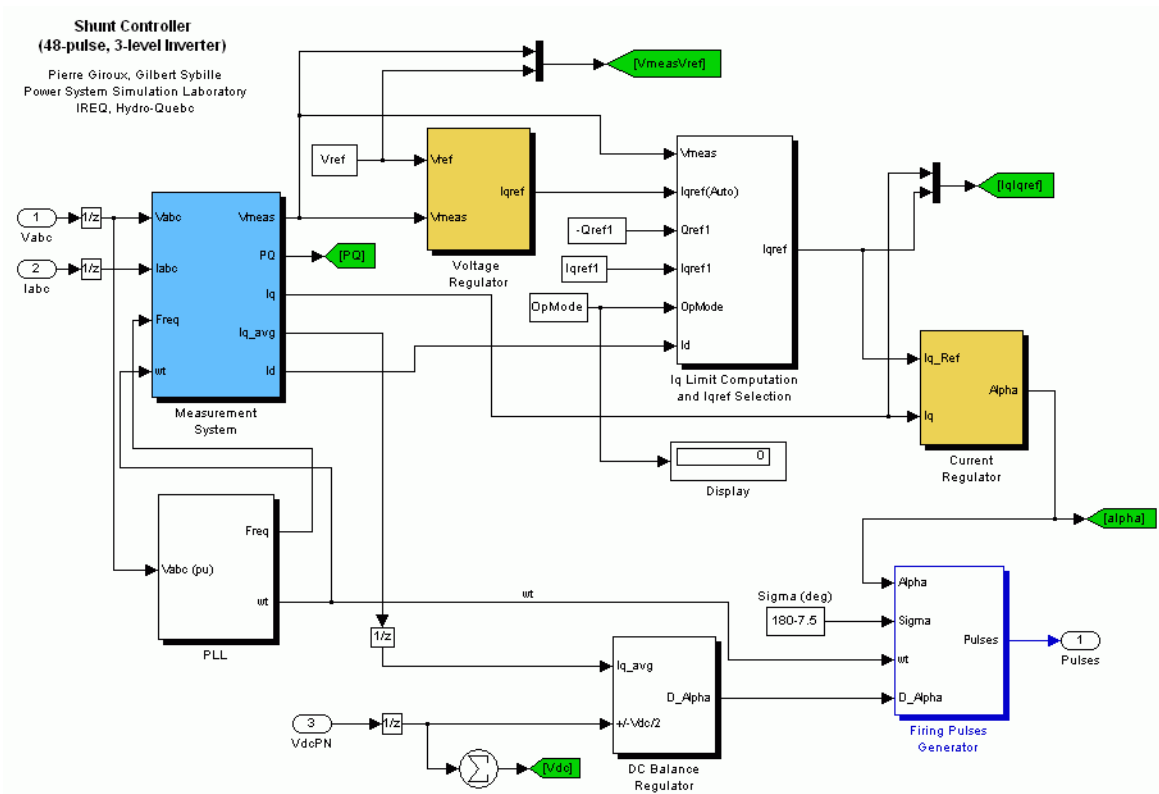 Shunt Controller
(48-pulse, 3-level Inverter)
Pierre Giroux, Gilbert Sybille
Power System Simulation Laboratory
IREQ, Hydro-Quebc
[VmeasVref]
Vref
Vref
Iqref
Vmeas
Voltage
Regulator
Vmeas
Iqref(Auto)
Qref1
Iqref1
OpMode
Id
Iqref
Iq Limit Computation
and Iqref Selection
-Qref1
Iqref1
OpMode
[IqIqref]
1
Vabc
1/z
2
Iabc
1/z
Vabc
Iabc
Freq
wt
Vmeas
PQ
Iq
Iq_avg
Id
Measurement
System
[PQ]
Iq_Ref
Iq
Alpha
Current
Regulator
0
Display
[alpha]
Vabc (pu)
Freq
wt
PLL
wt
1/z
Sigma (deg)
180-7.5
Alpha
Sigma
wt
D_Alpha
Pulses
Firing Pulses
Generator
1
Pulses
Iq_avg
+/-Vdc/2
D_Alpha
DC Balance
Regulator
3
VdcPN
1/z
Σ
[Vdc]